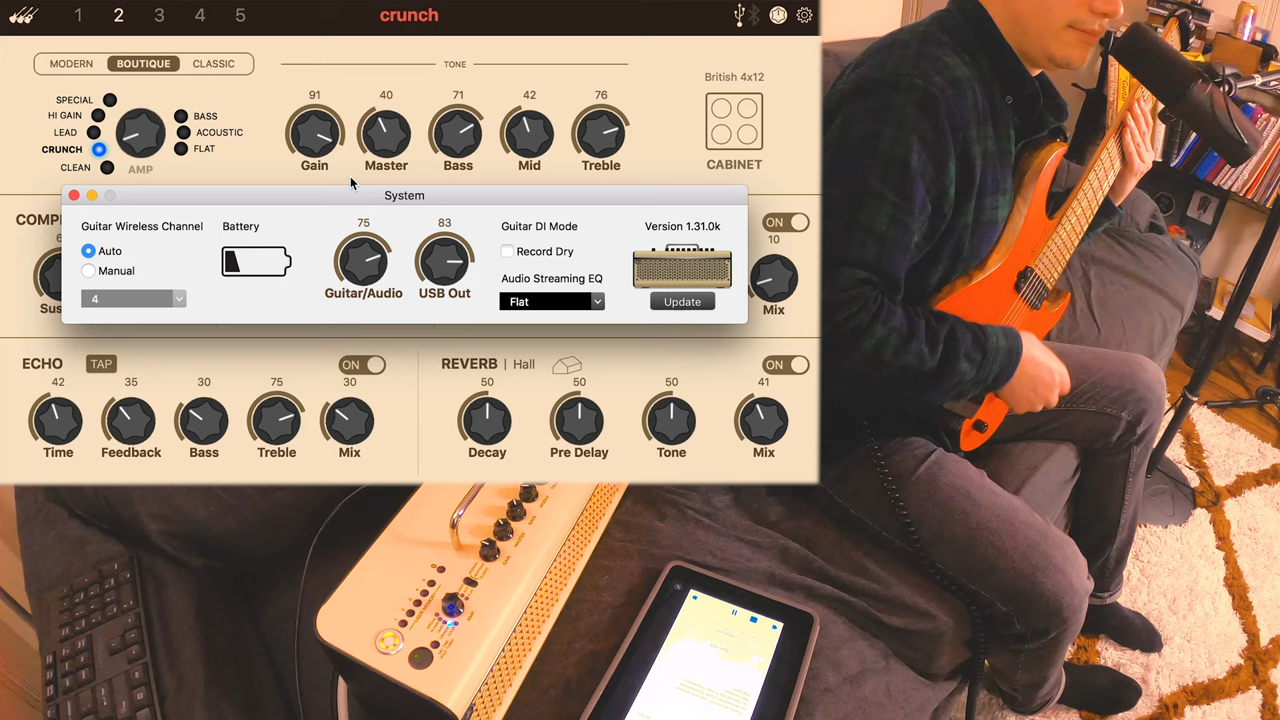 1 2 3 4 5 crunch
MODERN BOUTIQUE CLASSIC
TONE
SPECIAL
HI GAIN
LEAD
CRUNCH
CLEAN
AMP
BASS
ACOUSTIC
FLAT
91 40 71 42 76
Gain Master Bass Mid Treble
British 4x12
CABINET
System
Guitar Wireless Channel
Auto
Manual
4
Battery
75 83
Guitar/Audio USB Out
Guitar DI Mode
Record Dry
Audio Streaming EQ
Flat
Version 1.31.0k
Update
COMP
6
Sus
ON
10
Mix
ECHO TAP ON
42 35 30 75 30
Time Feedback Bass Treble Mix
REVERB | Hall ON
50 50 50 41
Decay Pre Delay Tone Mix